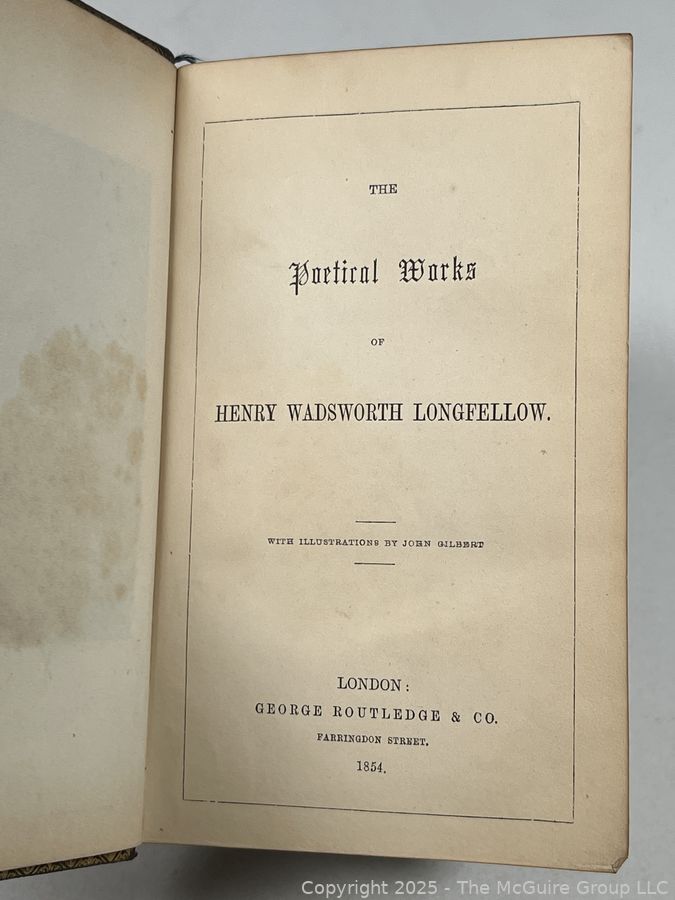 THE
Poetical Works
OF
HENRY WADSWORTH LONGFELLOW.
WITH ILLUSTRATIONS BY JOHN GILBERT
LONDON:
GEORGE ROUTLEDGE & CO.
FARRINGDON STREET.
1854.
Copyright 2025 - The McGuire Group LLC